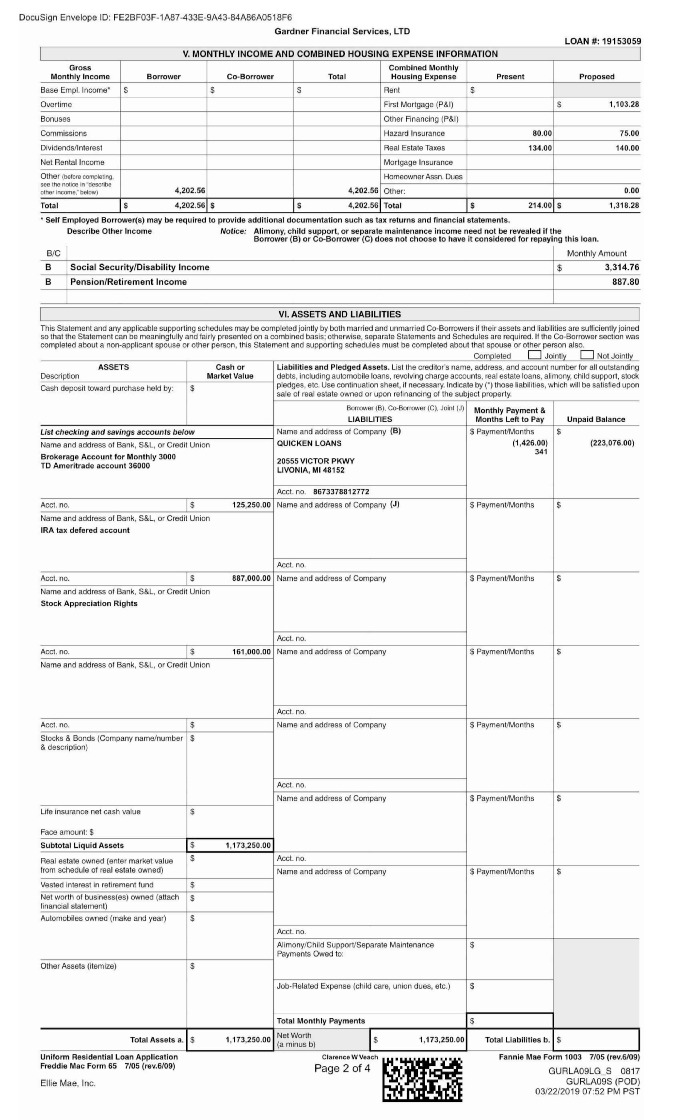 DocuSign Envelope ID: FE2BF03F-1A87-433E-9A43-84A86A0518F6
Gardner Financial Services, LTD
LOAN #: 19153059
V. MONTHLY INCOME AND COMBINED HOUSING EXPENSE INFORMATION
Gross Monthly Income Borrower Co-Borrower Total Combined Monthly Housing Expense Present Proposed
Base Empl. Income* $ $ $ Rent $
Overtime First Mortgage (P&I) $ 1,103.28
Bonuses Other Financing (P&I)
Commissions Hazard Insurance 80.00 75.00
Dividends/Interest Real Estate Taxes 134.00 140.00
Net Rental Income Mortgage Insurance
Other (before completing, see the notice in "describe other income," below) 4,202.56 4,202.56 Homeowner Assn. Dues
Other: 0.00
Total $ 4,202.56 $ $ 4,202.56 Total $ 214.00 $ 1,318.28
* Self Employed Borrower(s) may be required to provide additional documentation such as tax returns and financial statements.
Describe Other Income Notice: Alimony, child support, or separate maintenance income need not be revealed if the
Borrower (B) or Co-Borrower (C) does not choose to have it considered for repaying this loan.
B/C Monthly Amount
B Social Security/Disability Income $ 3,314.76
B Pension/Retirement Income 887.80
VI. ASSETS AND LIABILITIES
This Statement and any applicable supporting schedules may be completed jointly by both married and unmarried Co-Borrowers if their assets and liabilities are sufficiently joined
so that the Statement can be meaningfully and fairly presented on a combined basis; otherwise, separate Statements and Schedules are required. If the Co-Borrower section was
completed about a non-applicant spouse or other person, this Statement and supporting schedules must be completed about that spouse or other person also.
Completed Jointly Not Jointly
ASSETS
Description
Cash or Market Value
Cash deposit toward purchase held by: $
Liabilities and Pledged Assets. List the creditor's name, address, and account number for all outstanding
debts, including automobile loans, revolving charge accounts, real estate loans, alimony, child support, stock
pledges, etc. Use continuation sheet, if necessary. Indicate by (*) those liabilities, which will be satisfied upon
sale of real estate owned or upon refinancing of the subject property.
Borrower (B), Co-Borrower (C), Joint (J)
LIABILITIES
Monthly Payment & Months Left to Pay
Unpaid Balance
List checking and savings accounts below
Name and address of Bank, S&L, or Credit Union
Brokerage Account for Monthly 3000
TD Ameritrade account 36000
Name and address of Company (B)
QUICKEN LOANS
20555 VICTOR PKWY
LIVONIA, MI 48152
Acct. no. 8673378812772
$ Payment/Months
(1,426.00)
341
$
(223,076.00)
Acct. no. $ 125,250.00
Name and address of Bank, S&L, or Credit Union
IRA tax defered account
Name and address of Company (J)
Acct. no.
$ Payment/Months $
Acct. no. $ 887,000.00
Name and address of Bank, S&L, or Credit Union
Stock Appreciation Rights
Name and address of Company
Acct. no.
$ Payment/Months $
Acct. no. $ 161,000.00
Name and address of Bank, S&L, or Credit Union
Name and address of Company
Acct. no.
$ Payment/Months $
Acct. no. $
Stocks & Bonds (Company name/number & description) $
Name and address of Company
Acct. no.
$ Payment/Months $
Life insurance net cash value $
Face amount: $
Subtotal Liquid Assets $ 1,173,250.00
Name and address of Company
Acct. no.
$ Payment/Months $
Real estate owned (enter market value from schedule of real estate owned) $
Vested interest in retirement fund $
Net worth of business(es) owned (attach financial statement) $
Automobiles owned (make and year) $
Name and address of Company
Acct. no.
$ Payment/Months $
Other Assets (itemize) $
Alimony/Child Support/Separate Maintenance
Payments Owed to: $
Job-Related Expense (child care, union dues, etc.) $
Total Monthly Payments $
Total Assets a. $ 1,173,250.00 Net Worth (a minus b) $ 1,173,250.00 Total Liabilities b. $
Uniform Residential Loan Application
Freddie Mac Form 65 7/05 (rev.6/09)
Ellie Mae, Inc.
Clarence W Veach
Page 2 of 4
Fannie Mae Form 1003 7/05 (rev.6/09)
GURLA09LG_S 0817
GURLA09S (POD)
03/22/2019 07:52 PM PST